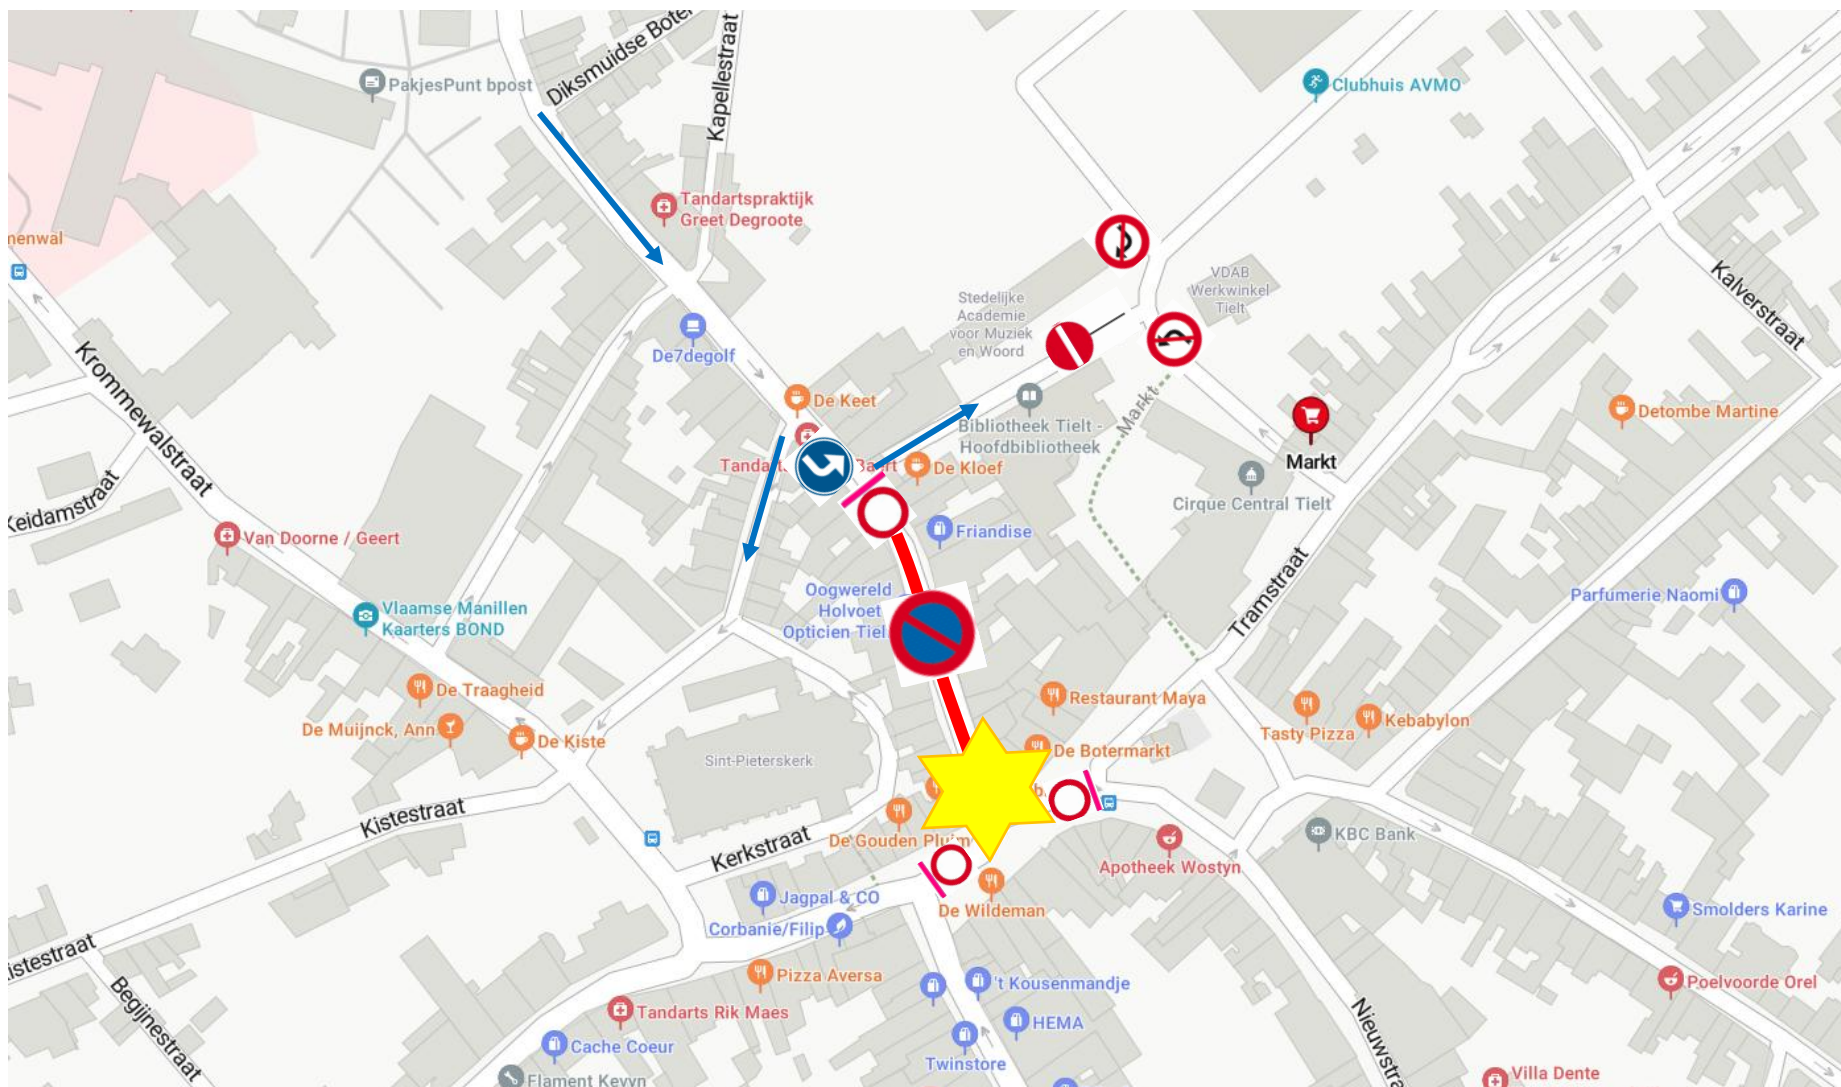 Diksmuidse Boter
Kapellestraat
PakjesPunt bpost
Clubhuis AVMO
Tandartspraktijk
Greet Degroote
menwal
VDAB
Werkwinkel
Tielt
Kalverstraat
Stedelijke
Academie
voor Muziek
en Woord
De7degolf
Krommewalstraat
De Keet
Markt
Bibliotheek Tielt -
Hoofdbibliotheek
Detombe Martine
Markt
Tandarts
Baert
De Kloef
Cirque Central Tielt
Keidamstraat
Van Doorne / Geert
Friandise
Oogwereld
Holvoet
Opticien Tiel
Tramstraat
Parfumerie Naomi
Vlaamse Manillen
Kaarters BOND
De Traagheid
Restaurant Maya
De Muijnck, Ann
De Kiste
Tasty Pizza
Kebabylon
Sint-Pieterskerk
De Botermarkt
Kistestraat
Kerkstraat
De Gouden Pluim
KBC Bank
Apotheek Wostyn
Jagpal & CO
De Wildeman
Smolders Karine
Corbanie/Filip
istestraat
Begijnestraat
Pizza Aversa
't Kousenmandje
Poelvoorde Orel
Tandarts Rik Maes
HEMA
Nieuwstra
Cache Coeur
Twinstore
Flament Kevyn
Villa Dente